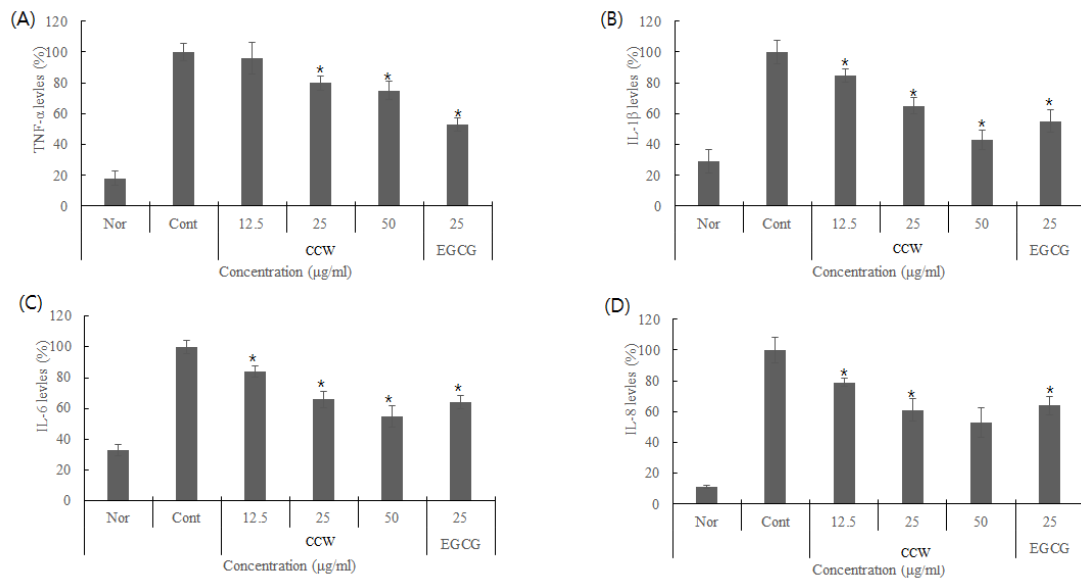 (A)
TNF-α levles (%)
120
100
80
60
40
20
0
*
*
*
Nor Cont 12.5 25 50 25
CCW EGCG
Concentration (μg/ml)
(B)
IL-1β levles (%)
120
100
80
60
40
20
0
*
*
*
*
Nor Cont 12.5 25 50 25
CCW EGCG
Concentration (μg/ml)
(C)
IL-6 levles (%)
120
100
80
60
40
20
0
*
*
*
*
Nor Cont 12.5 25 50 25
CCW EGCG
Concentration (μg/ml)
(D)
IL-8 levles (%)
120
100
80
60
40
20
0
*
*
*
Nor Cont 12.5 25 50 25
CCW EGCG
Concentration (μg/ml)